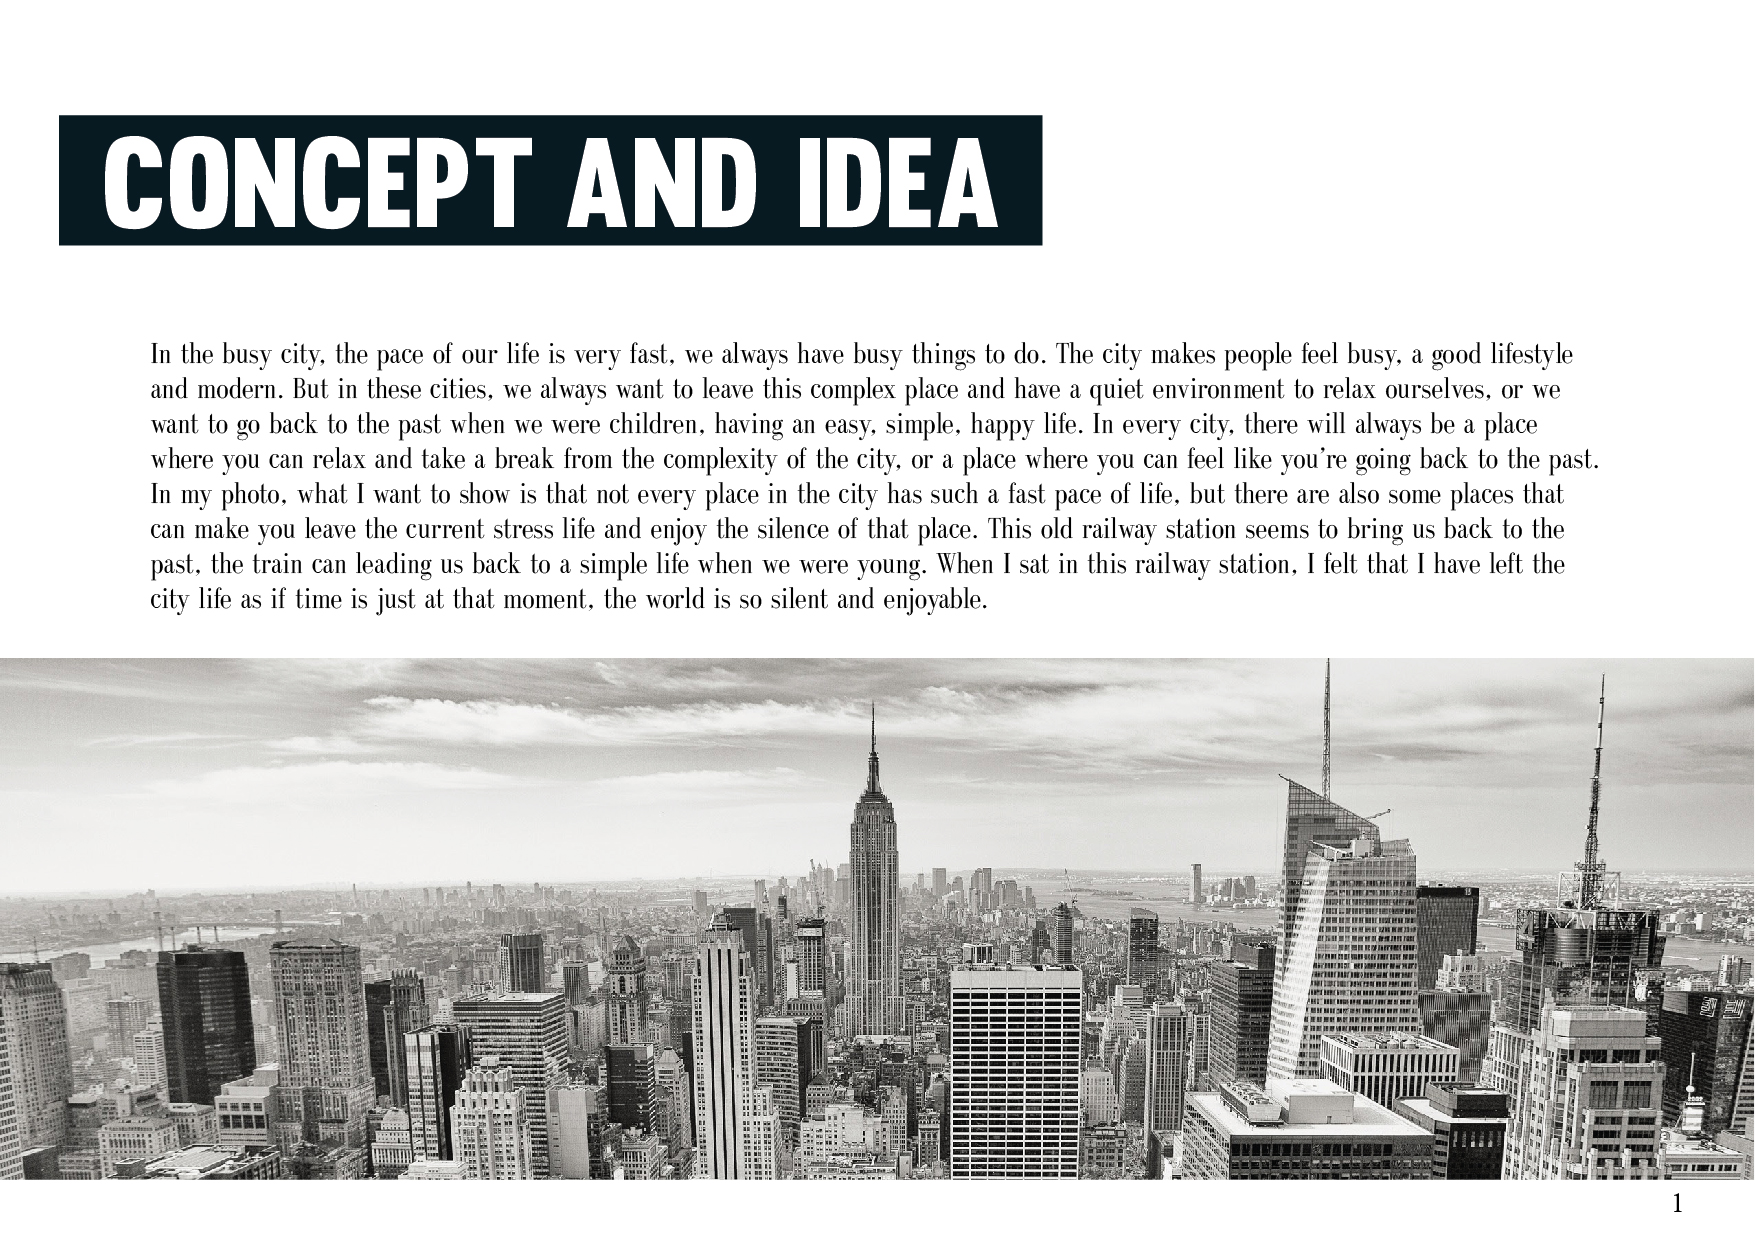 CONCEPT AND IDEA
In the busy city, the pace of our life is very fast, we always have busy things to do. The city makes people feel busy, a good lifestyle
and modern. But in these cities, we always want to leave this complex place and have a quiet environment to relax ourselves, or we
want to go back to the past when we were children, having an easy, simple, happy life. In every city, there will always be a place
where you can relax and take a break from the complexity of the city, or a place where you can feel like you’re going back to the past.
In my photo, what I want to show is that not every place in the city has such a fast pace of life, but there are also some places that
can make you leave the current stress life and enjoy the silence of that place. This old railway station seems to bring us back to the
past, the train can leading us back to a simple life when we were young. When I sat in this railway station, I felt that I have left the
city life as if time is just at that moment, the world is so silent and enjoyable.
1